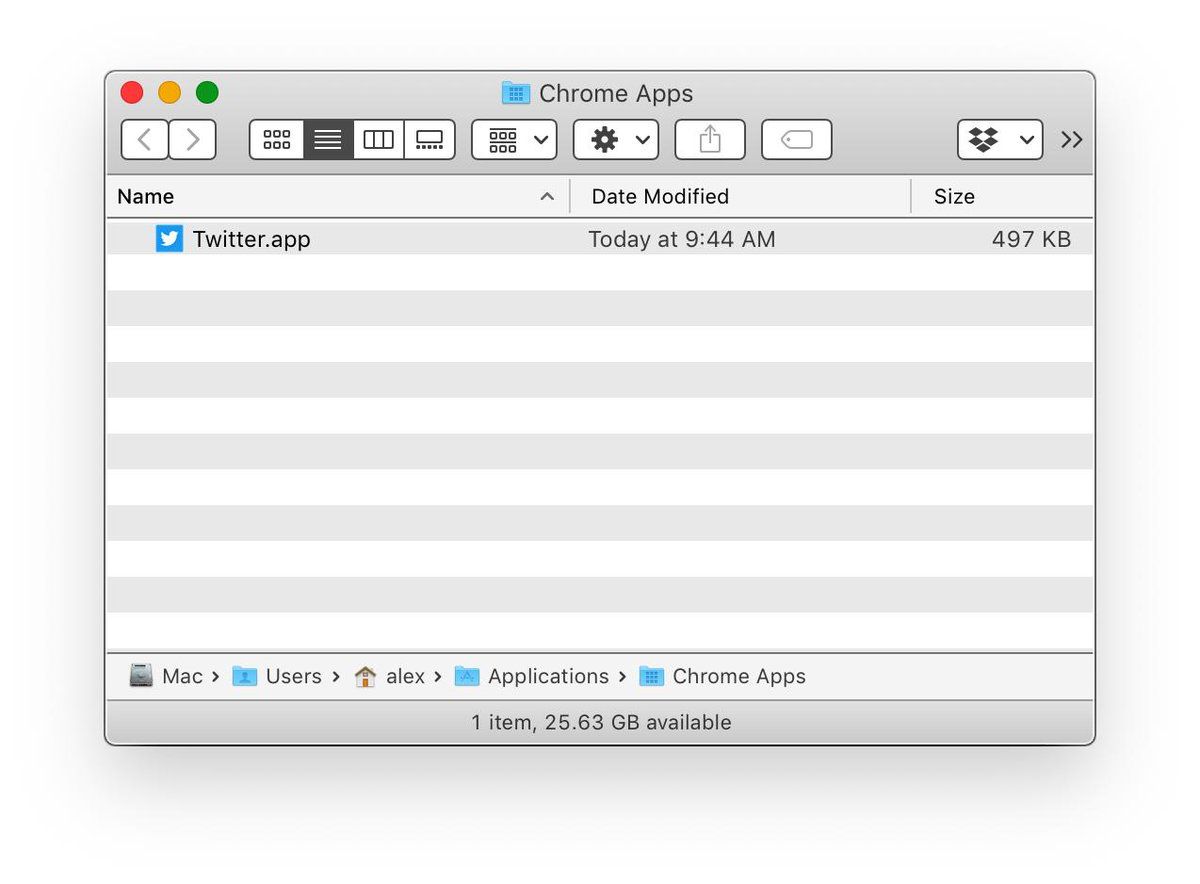 Chrome Apps
Name Date Modified Size
Twitter.app Today at 9:44 AM 497 KB
Mac › Users › alex › Applications › Chrome Apps
1 item, 25.63 GB available